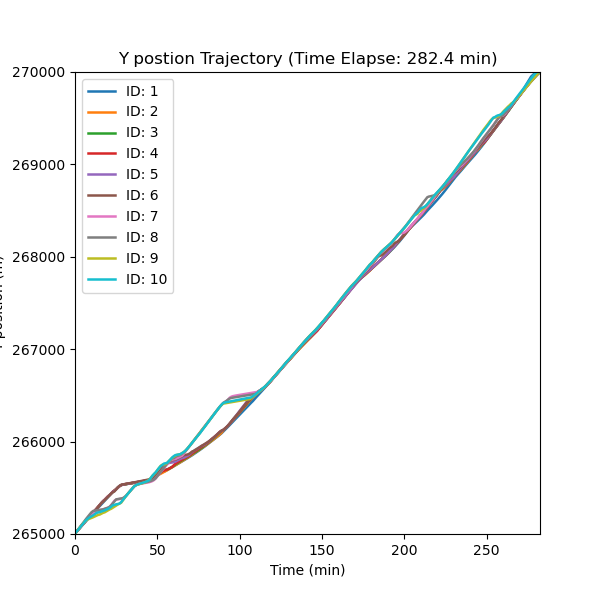 Y postion Trajectory (Time Elapse: 282.4 min)
270000
269000
268000
267000
266000
265000
ID: 1
ID: 2
ID: 3
ID: 4
ID: 5
ID: 6
ID: 7
ID: 8
ID: 9
ID: 10
0 50 100 150 200 250
Time (min)